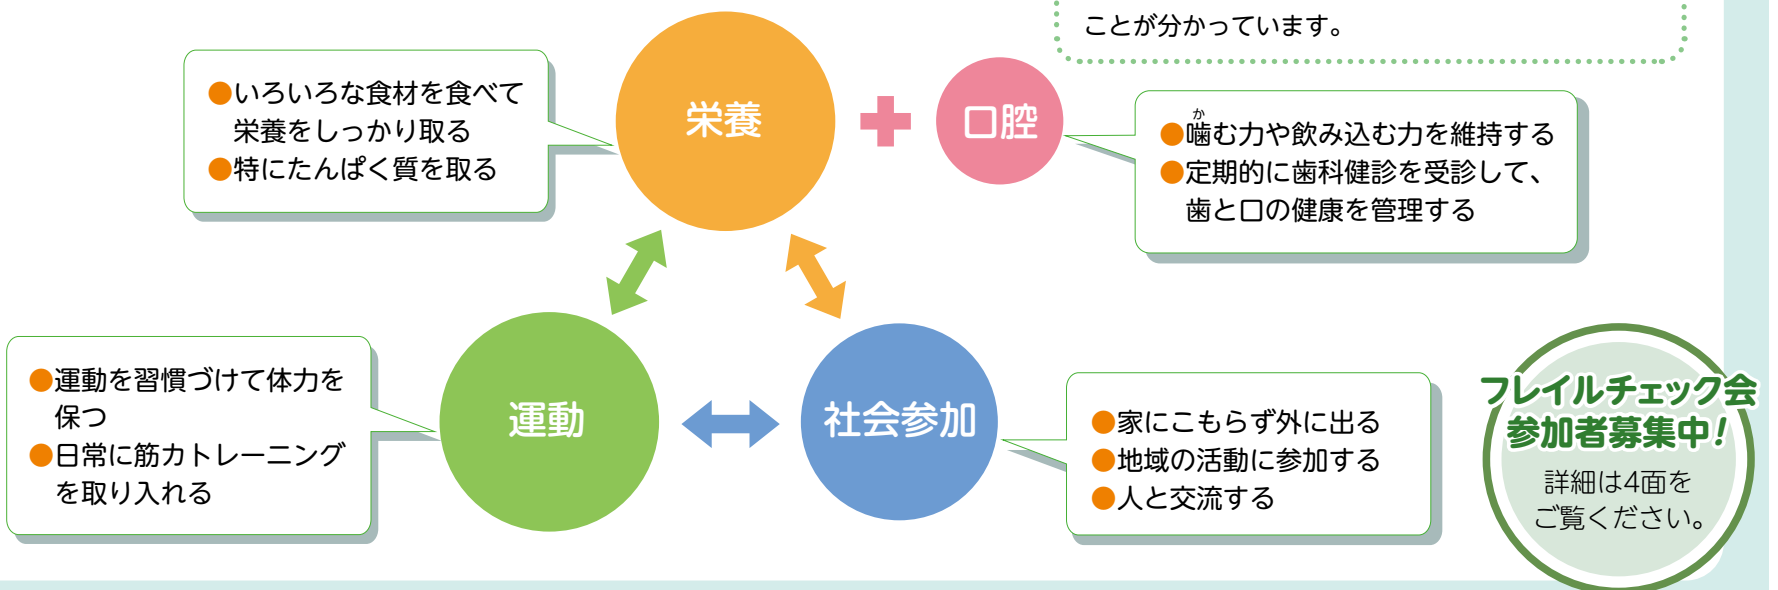 ことが分かっています。
●いろいろな食材を食べて
栄養をしっかり取る
●特にたんぱく質を取る
栄養
口腔
か
●噛む力や飲み込む力を維持する
●定期的に歯科健診を受診して、
歯と口の健康を管理する
●運動を習慣づけて体力を
保つ
●日常に筋力トレーニング
を取り入れる
運動
社会参加
●家にこもらず外に出る
●地域の活動に参加する
●人と交流する
フレイルチェック会
参加者募集中!
詳細は4面を
ご覧ください。